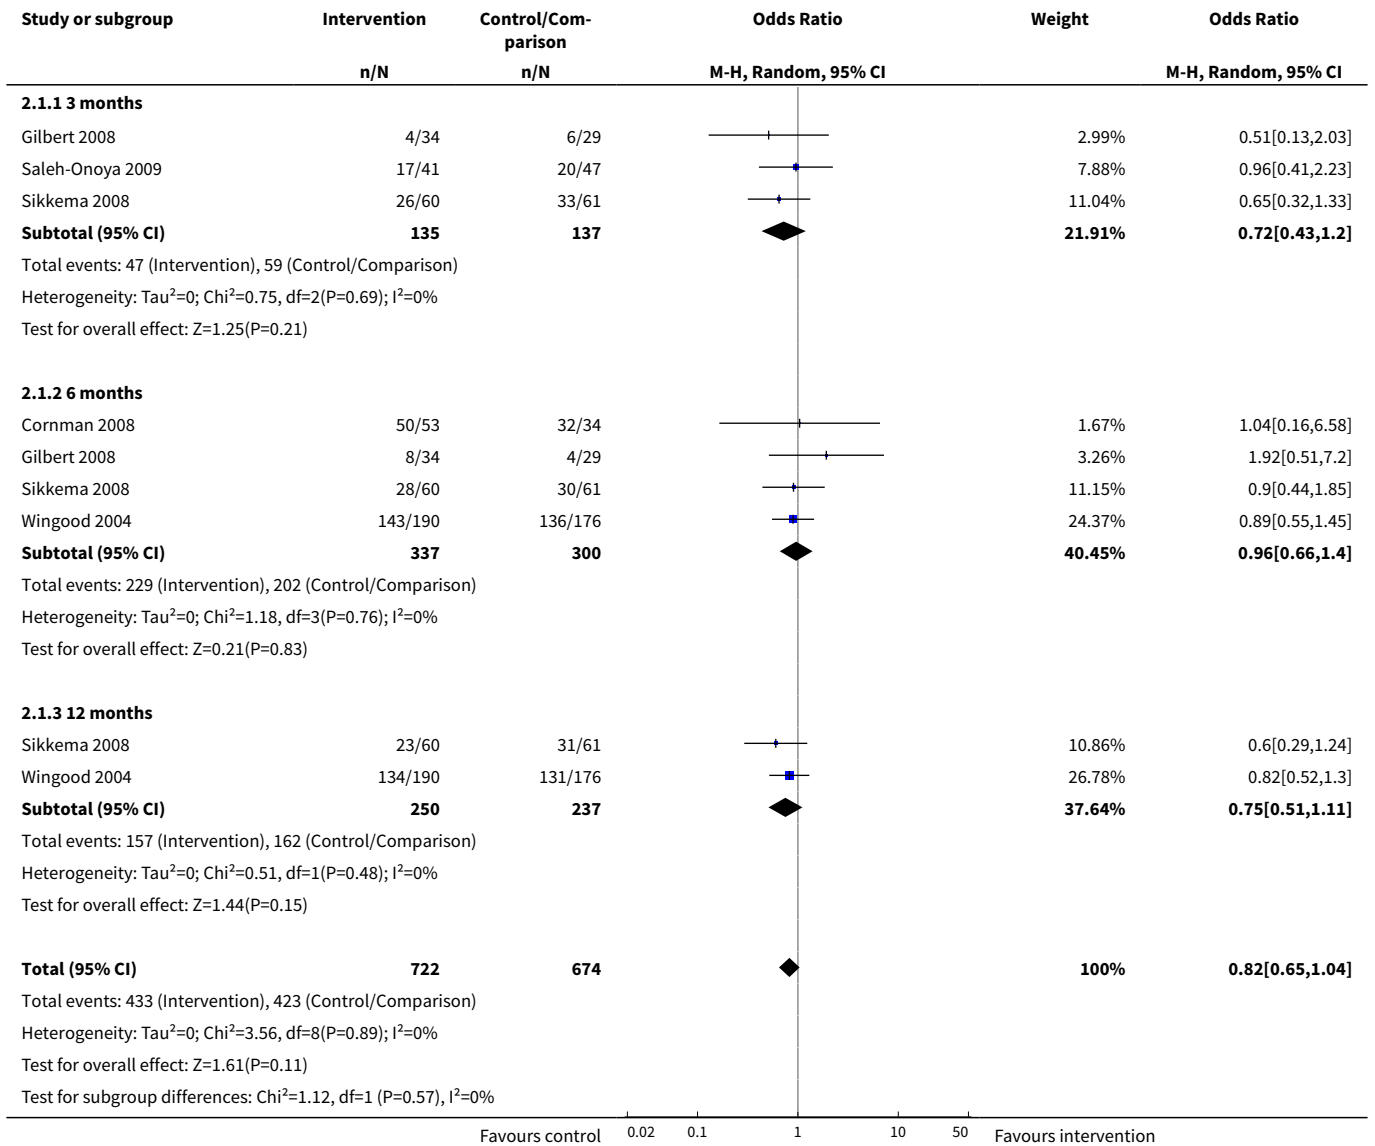 Study or subgroup Intervention Control/Com- Odds Ratio Weight Odds Ratio
parison
n/N n/N M-H, Random, 95% CI M-H, Random, 95% CI
2.1.1 3 months
Gilbert 2008 4/34 6/29 2.99% 0.51[0.13,2.03]
Saleh-Onoya 2009 17/41 20/47 7.88% 0.96[0.41,2.23]
Sikkema 2008 26/60 33/61 11.04% 0.65[0.32,1.33]
Subtotal (95% CI) 135 137 21.91% 0.72[0.43,1.2]
Total events: 47 (Intervention), 59 (Control/Comparison)
Heterogeneity: Tau²=0; Chi²=0.75, df=2(P=0.69); I²=0%
Test for overall effect: Z=1.25(P=0.21)
2.1.2 6 months
Cornman 2008 50/53 32/34 1.67% 1.04[0.16,6.58]
Gilbert 2008 8/34 4/29 3.26% 1.92[0.51,7.2]
Sikkema 2008 28/60 30/61 11.15% 0.9[0.44,1.85]
Wingood 2004 143/190 136/176 24.37% 0.89[0.55,1.45]
Subtotal (95% CI) 337 300 40.45% 0.96[0.66,1.4]
Total events: 229 (Intervention), 202 (Control/Comparison)
Heterogeneity: Tau²=0; Chi²=1.18, df=3(P=0.76); I²=0%
Test for overall effect: Z=0.21(P=0.83)
2.1.3 12 months
Sikkema 2008 23/60 31/61 10.86% 0.6[0.29,1.24]
Wingood 2004 134/190 131/176 26.78% 0.82[0.52,1.3]
Subtotal (95% CI) 250 237 37.64% 0.75[0.51,1.11]
Total events: 157 (Intervention), 162 (Control/Comparison)
Heterogeneity: Tau²=0; Chi²=0.51, df=1(P=0.48); I²=0%
Test for overall effect: Z=1.44(P=0.15)
Total (95% CI) 722 674 100% 0.82[0.65,1.04]
Total events: 433 (Intervention), 423 (Control/Comparison)
Heterogeneity: Tau²=0; Chi²=3.56, df=8(P=0.89); I²=0%
Test for overall effect: Z=1.61(P=0.11)
Test for subgroup differences: Chi²=1.12, df=1 (P=0.57), I²=0%
Favours control 0.02 0.1 1 10 50 Favours intervention